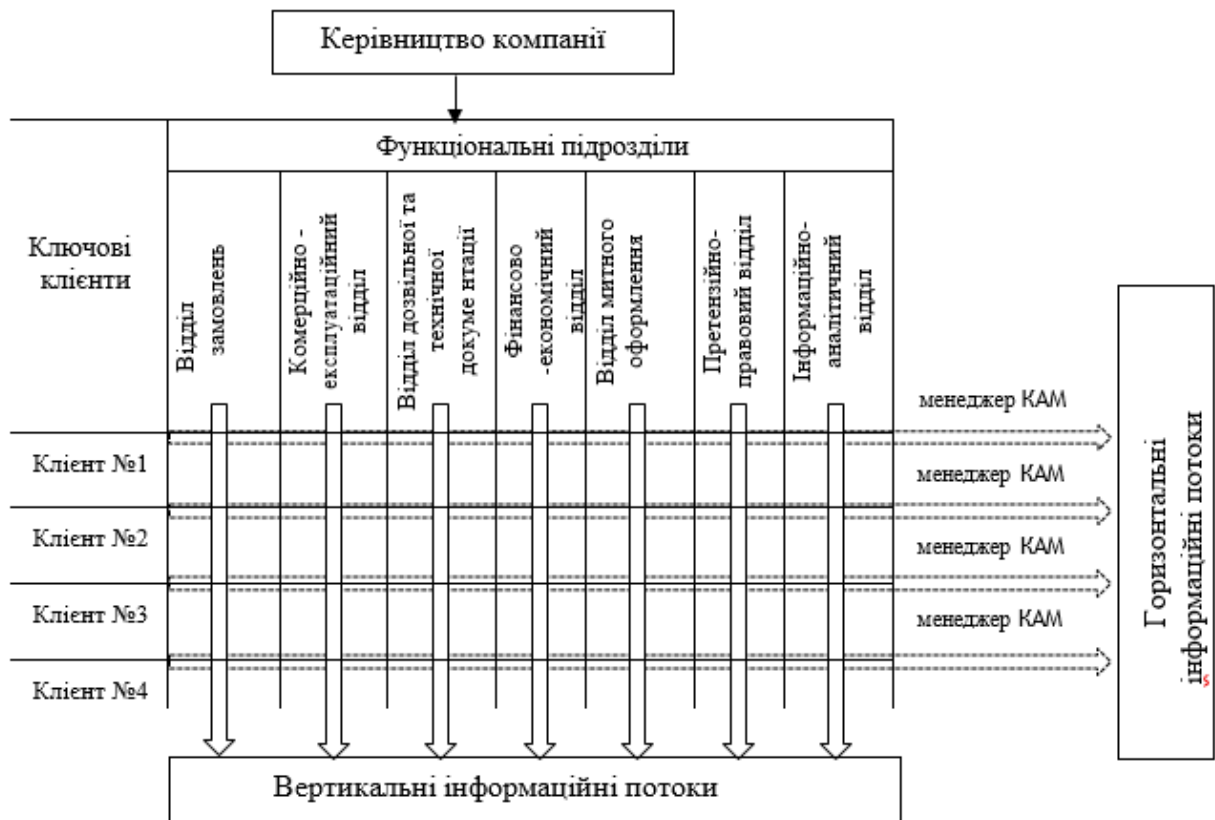 Керівництво компанії
Функціональні підрозділи
Ключові
клієнти
Відділ
замовлень
Комерційно -
експлуатаційний
відділ
Відділ дозвільної та
технічної
докуме нтації
Фінансово
-економічний
відділ
Відділ митного
оформлення
Претензійно-
правовий відділ
Інформаційно-
аналітичний
відділ
менеджер КАМ
Клієнт №1
менеджер КАМ
Клієнт №2
менеджер КАМ
Клієнт №3
менеджер КАМ
Клієнт №4
Горизонтальні
інформаційні потоки
Вертикальні інформаційні потоки